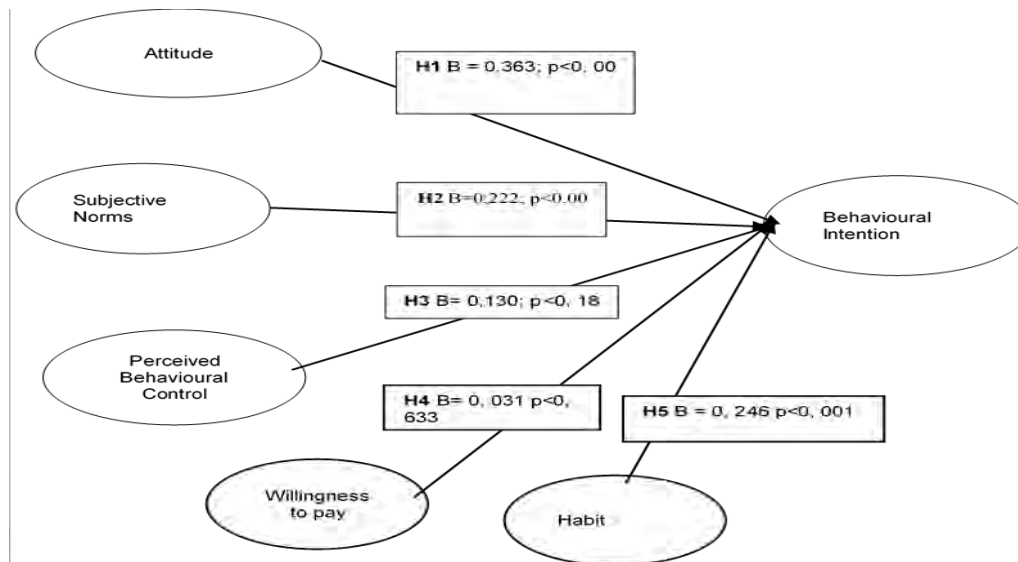 Attitude
H1 B = 0.363; p<0, 00
Subjective
Norms
H2 B=0.222; p<0.00
Behavioural
Intention
H3 B= 0,130; p<0, 18
Perceived
Behavioural
Control
H4 B= 0, 031 p<0,
633
H5 B = 0, 246 p<0, 001
Willingness
to pay
Habit